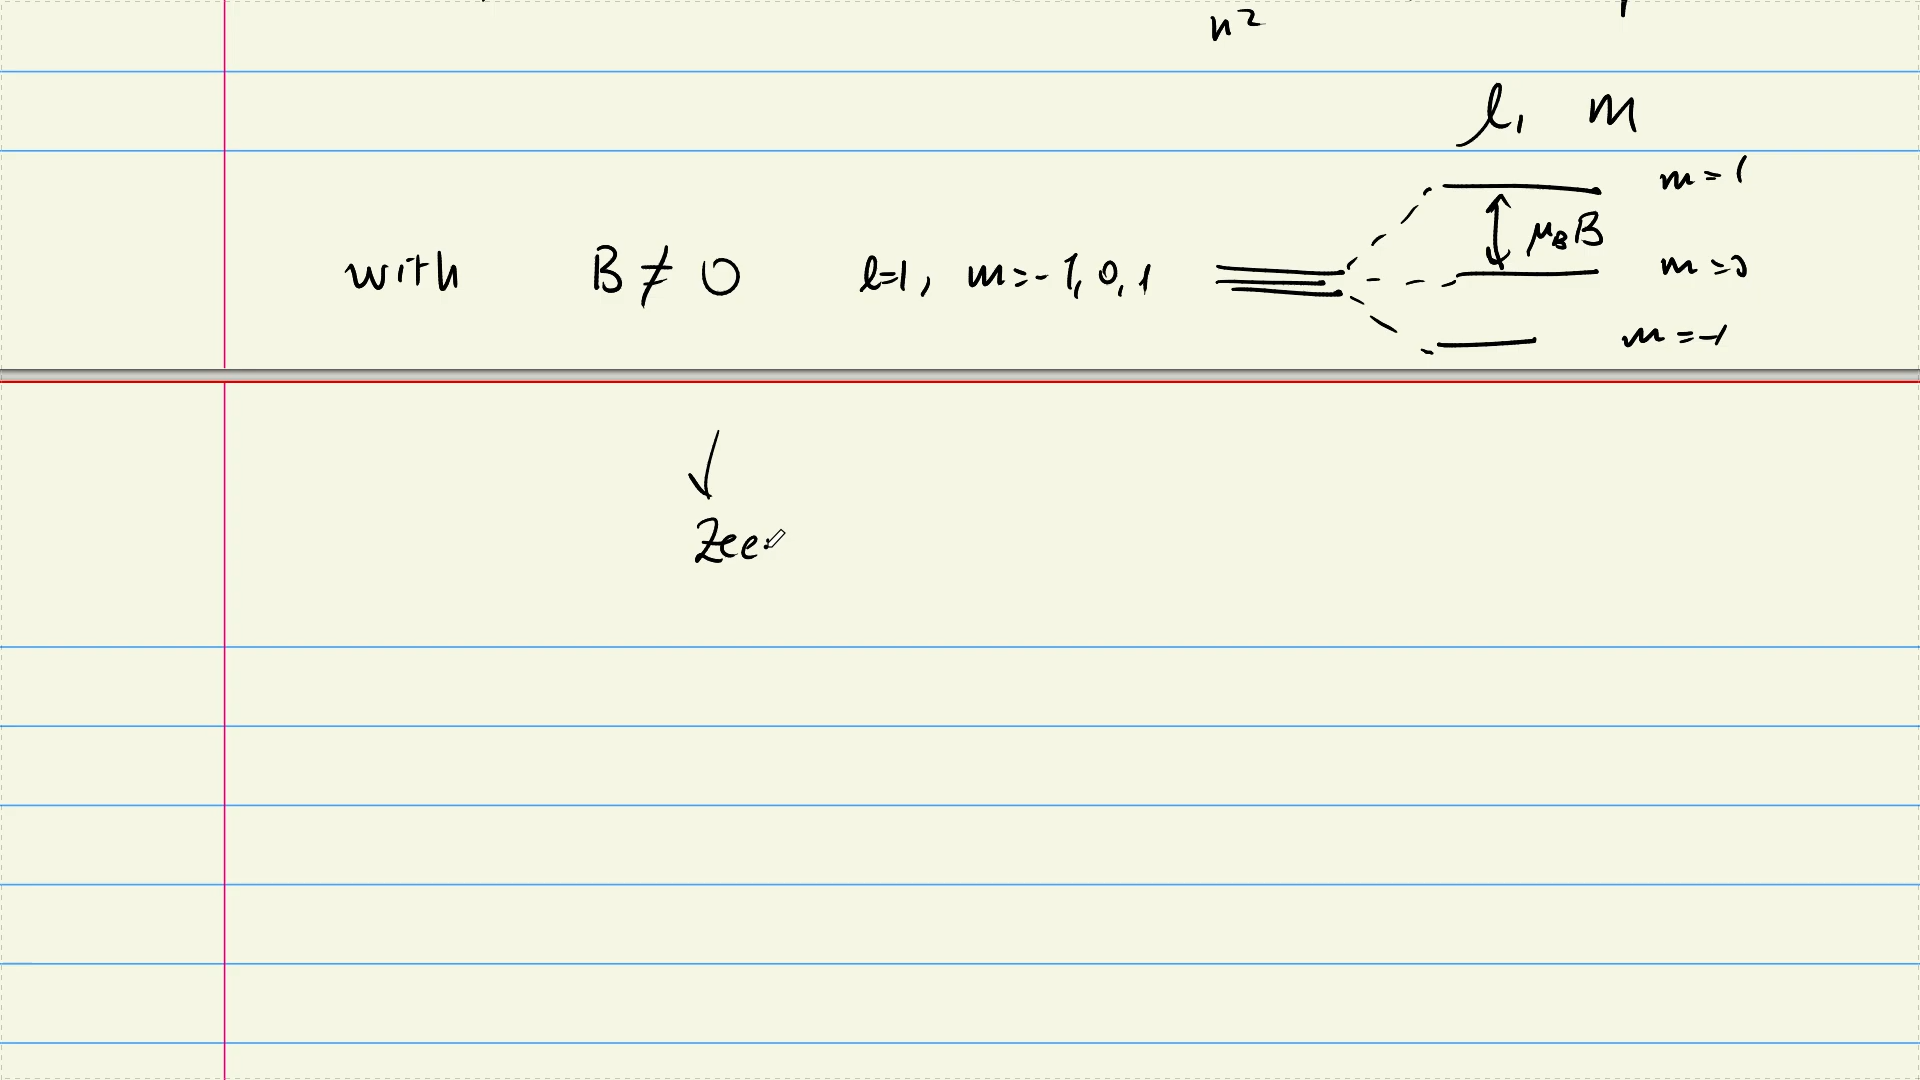 n²
l, m
m=1
μ_B B
with B≠0 l=1, m=-1,0,1
m=0
m=-1
Zee